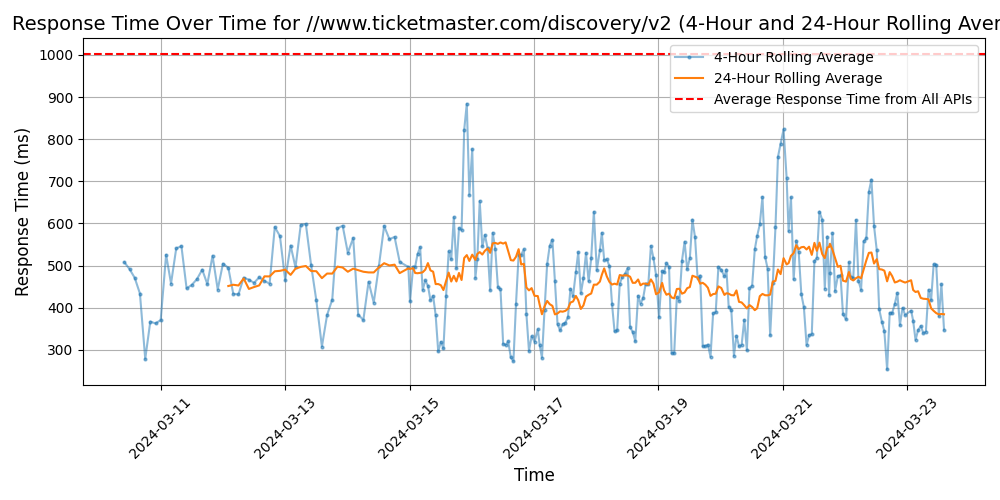 Response Time Over Time for //www.ticketmaster.com/discovery/v2 (4-Hour and 24-Hour Rolling Aver
4-Hour Rolling Average
24-Hour Rolling Average
Average Response Time from All APIs
Response Time (ms)
1000
900
800
700
600
500
400
300
2024-03-11
2024-03-13
2024-03-15
2024-03-17
2024-03-19
2024-03-21
2024-03-23
Time